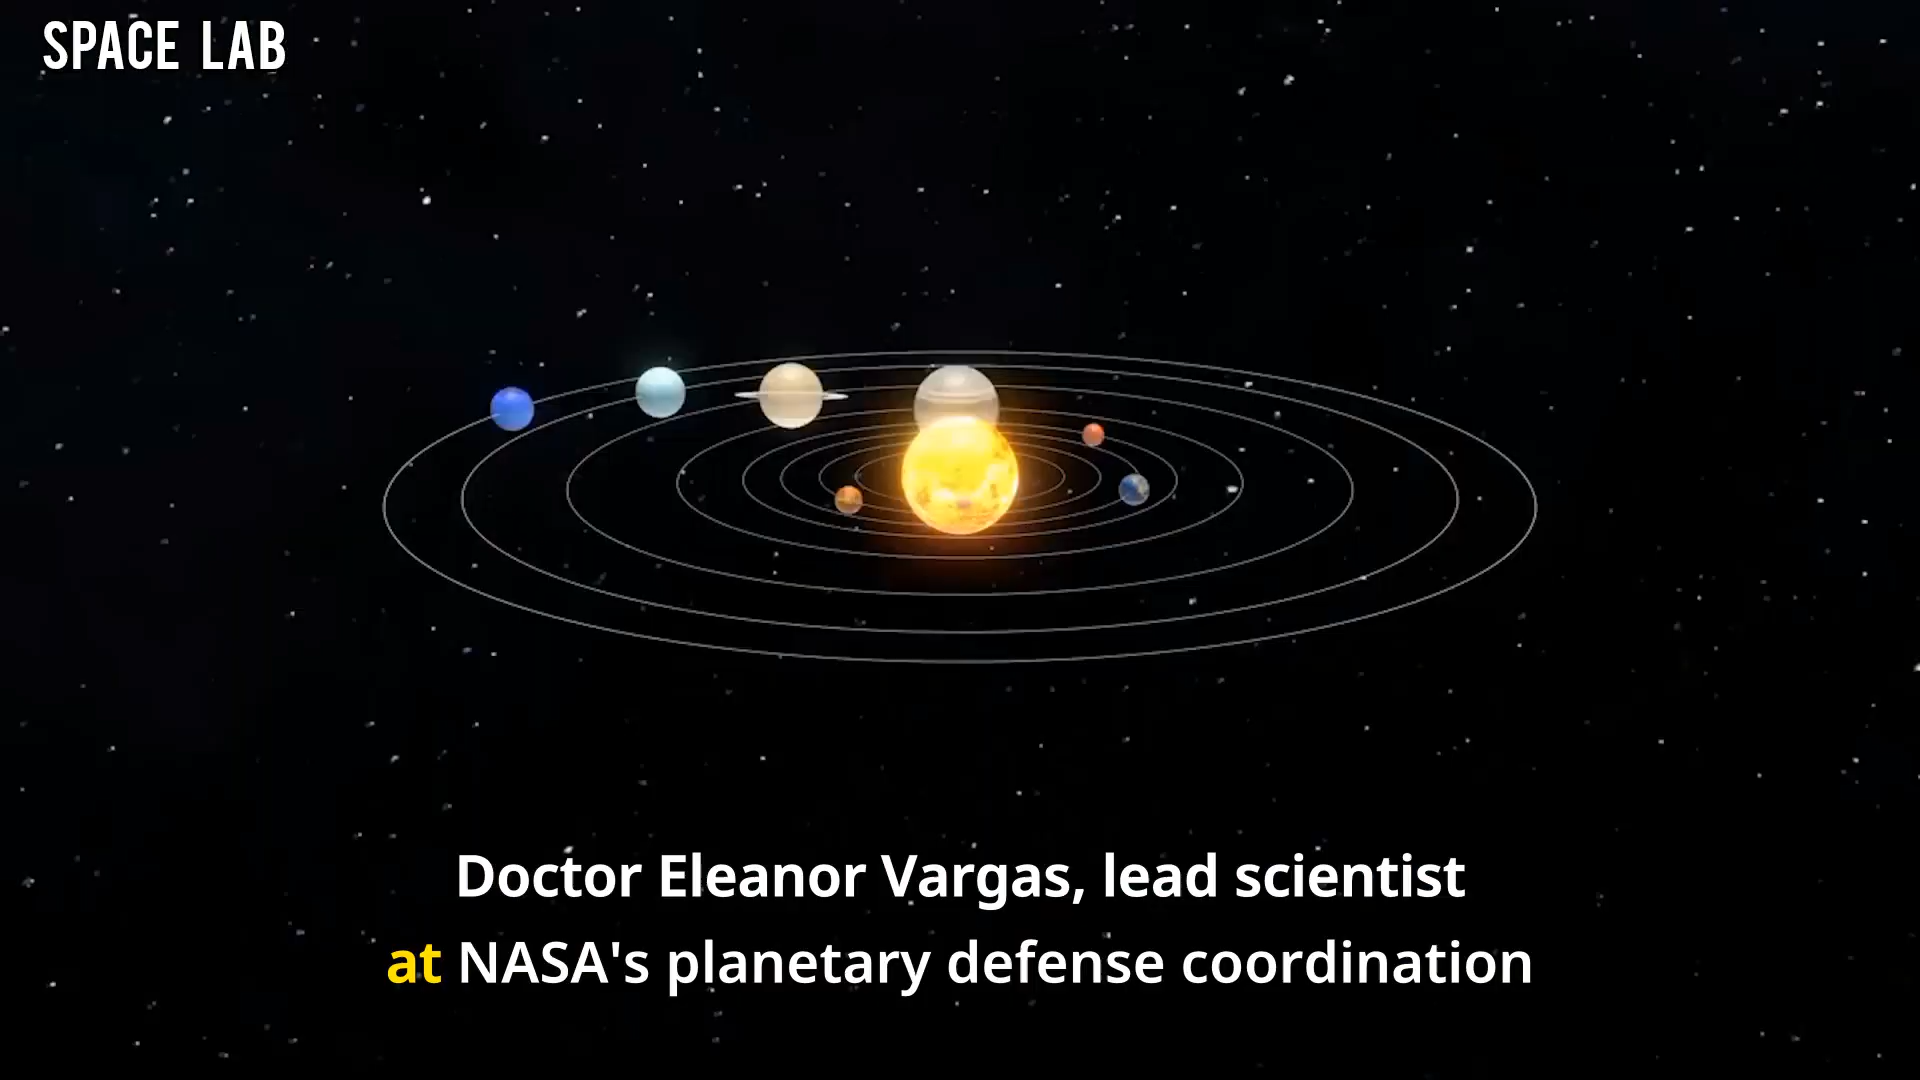 SPACE LAB
Doctor Eleanor Vargas, lead scientist
at NASA's planetary defense coordination